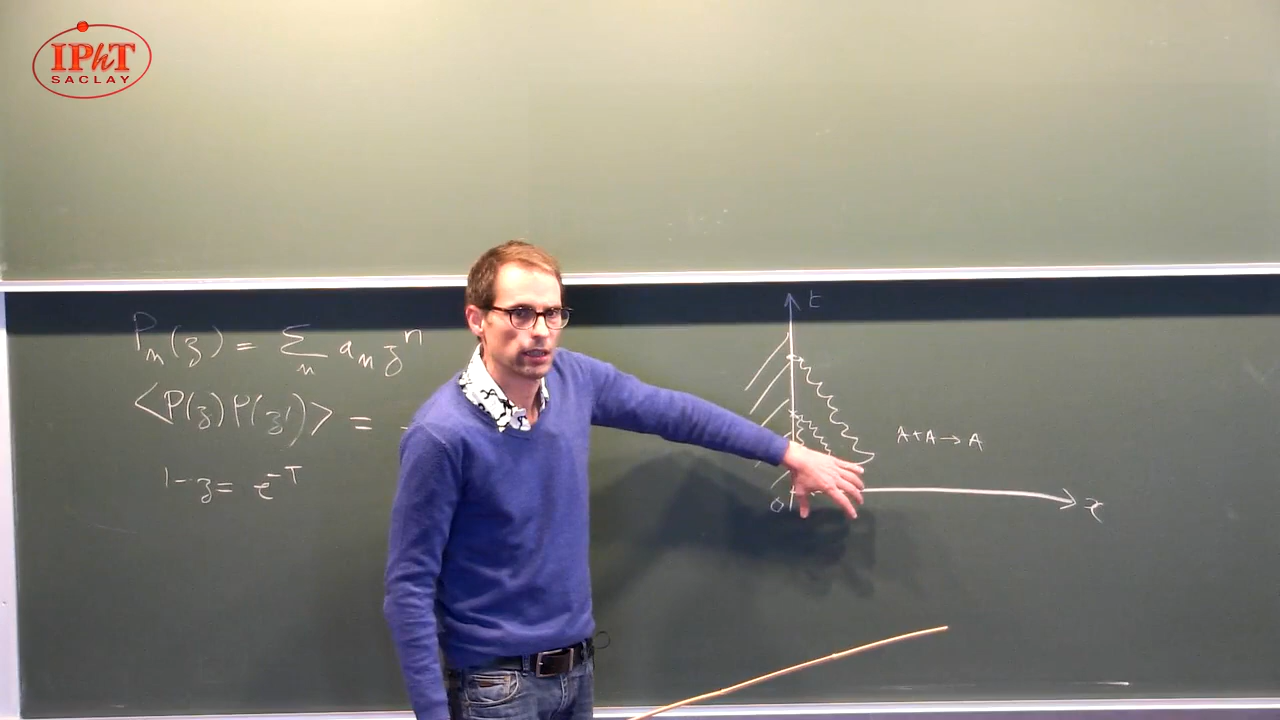 IPhT
SACLAY
P_n(z) = Σ_n a_n z^n
<P(z)P(z')> =
1-z = e^{-T}
t
A+A→A
0
x